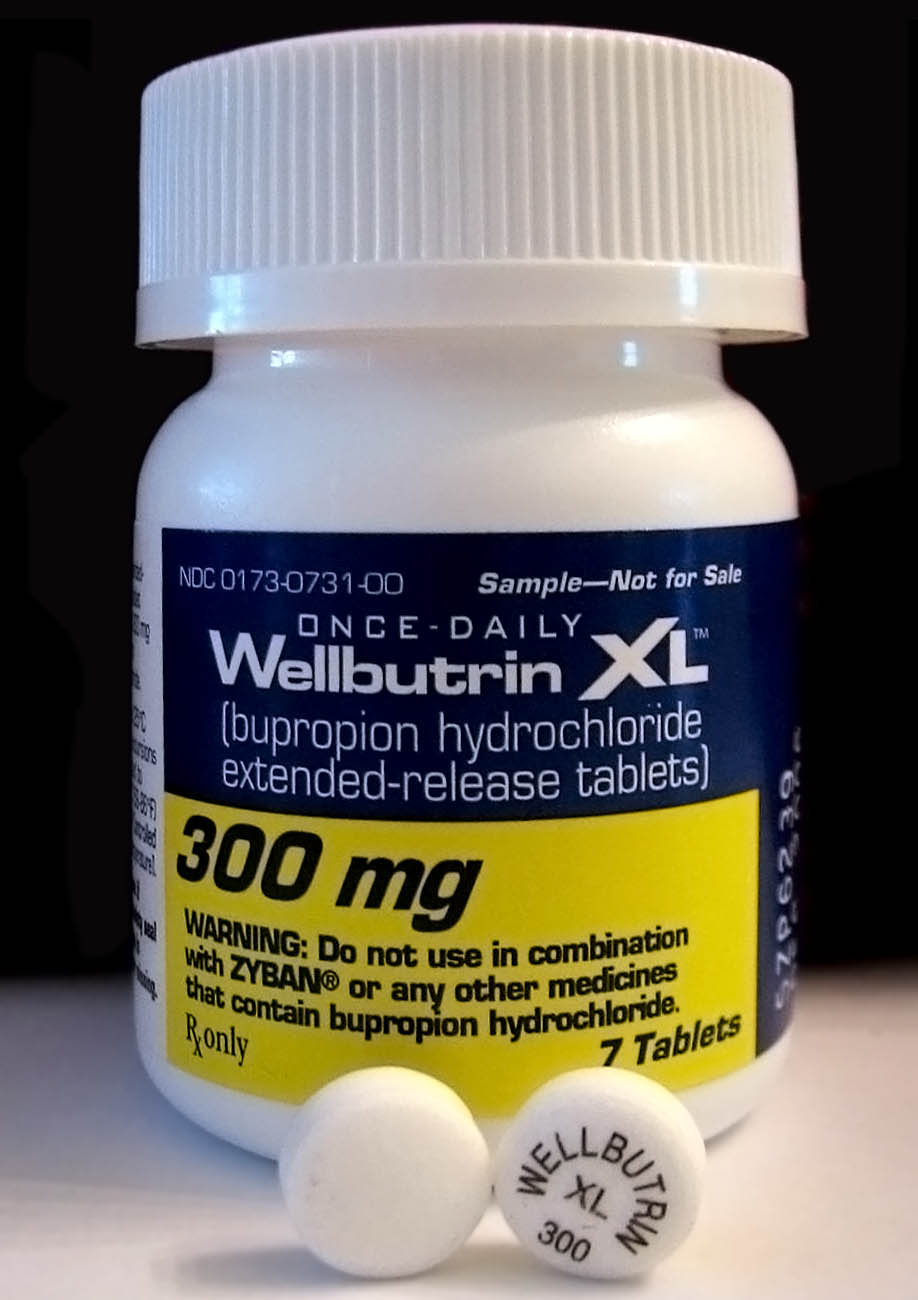 NDC 0173-0731-00 Sample—Not for Sale
ONCE-DAILY
Wellbutrin XL™
(bupropion hydrochloride
extended-release tablets)
300 mg
WARNING: Do not use in combination
with ZYBAN® or any other medicines
that contain bupropion hydrochloride.
Rx only
7 Tablets
WELLBUTRIN
XL
300